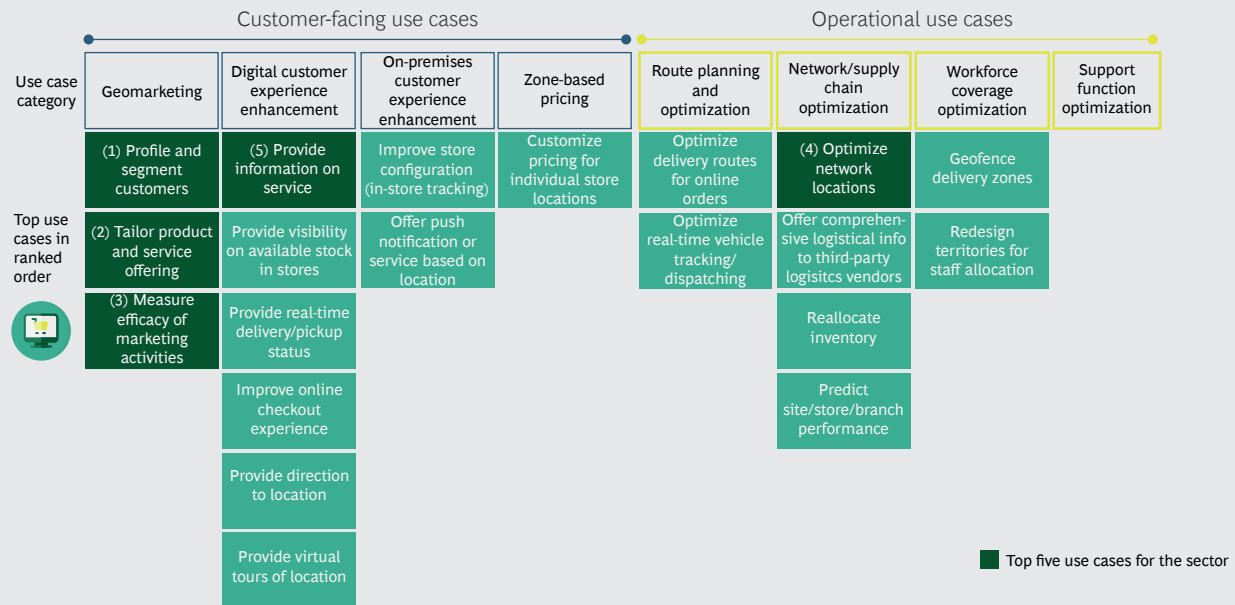 Customer-facing use cases
Operational use cases
Use case
category
Geomarketing
Digital customer
experience
enhancement
On-premises
customer
experience
enhancement
Zone-based
pricing
Route planning
and
optimization
Network/supply
chain
optimization
Workforce
coverage
optimization
Support
function
optimization
Top use
cases in
ranked
order
(1) Profile and
segment
customers
(5) Provide
information on
service
Improve store
configuration
(in-store tracking)
Customize
pricing for
individual store
locations
Optimize
delivery routes
for online
orders
(4) Optimize
network
locations
Geofence
delivery zones
(2) Tailor product
and service
offering
Provide visibility
on available stock
in stores
Offer push
notification or
service based on
location
Optimize
real-time vehicle
tracking/
dispatching
Offer comprehen-
sive logistical info
to third-party
logisitcs vendors
Redesign
territories for
staff allocation
(3) Measure
efficacy of
marketing
activities
Provide real-time
delivery/pickup
status
Reallocate
inventory
Improve online
checkout
experience
Predict
site/store/branch
performance
Provide direction
to location
Provide virtual
tours of location
Top five use cases for the sector